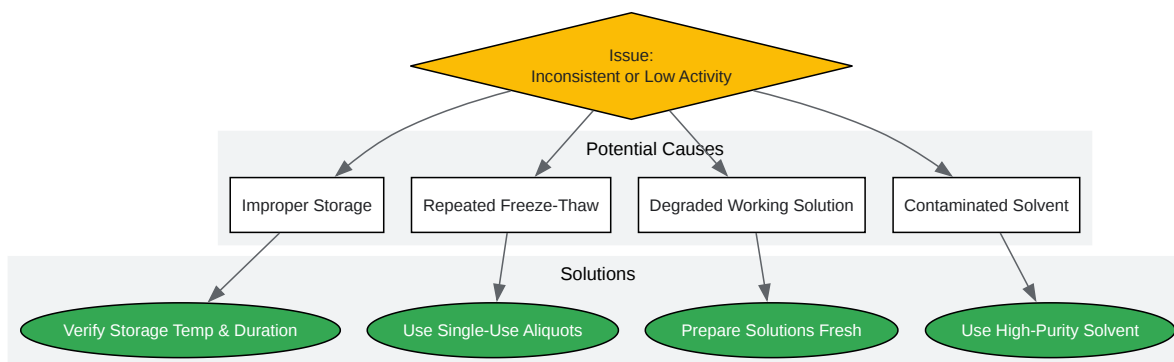 Issue:
Inconsistent or Low Activity
Potential Causes
Improper Storage
Repeated Freeze-Thaw
Degraded Working Solution
Contaminated Solvent
Solutions
Verify Storage Temp & Duration
Use Single-Use Aliquots
Prepare Solutions Fresh
Use High-Purity Solvent